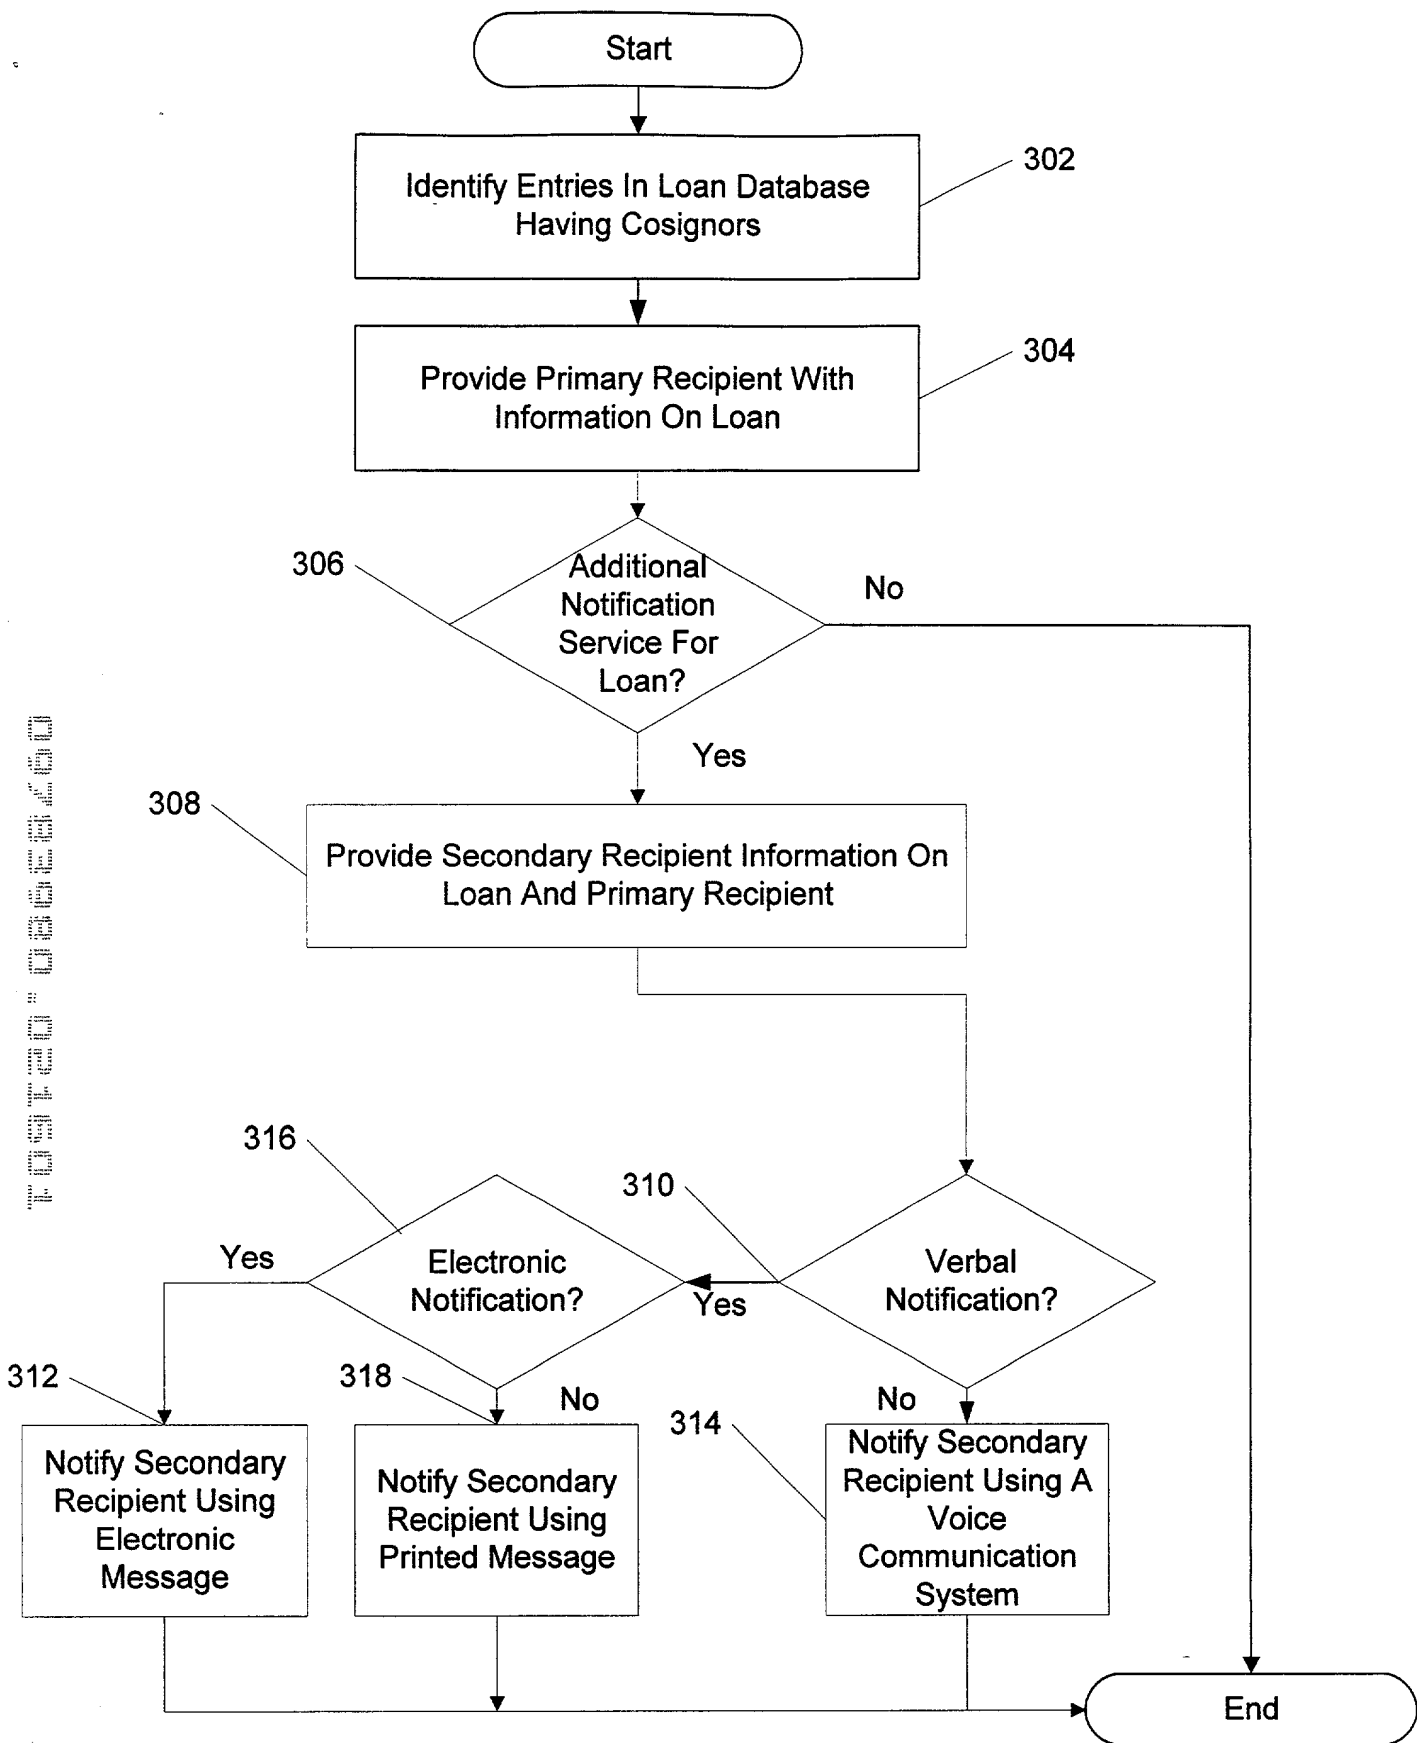 Start
302
Identify Entries In Loan Database
Having Cosignors
304
Provide Primary Recipient With
Information On Loan
306
Additional
Notification
Service For
Loan?
No
Yes
308
Provide Secondary Recipient Information On
Loan And Primary Recipient
316
310
Yes
Electronic
Notification?
Yes
Verbal
Notification?
312
318
No
314
No
Notify Secondary
Recipient Using
Electronic
Message
Notify Secondary
Recipient Using
Printed Message
Notify Secondary
Recipient Using A
Voice
Communication
System
End